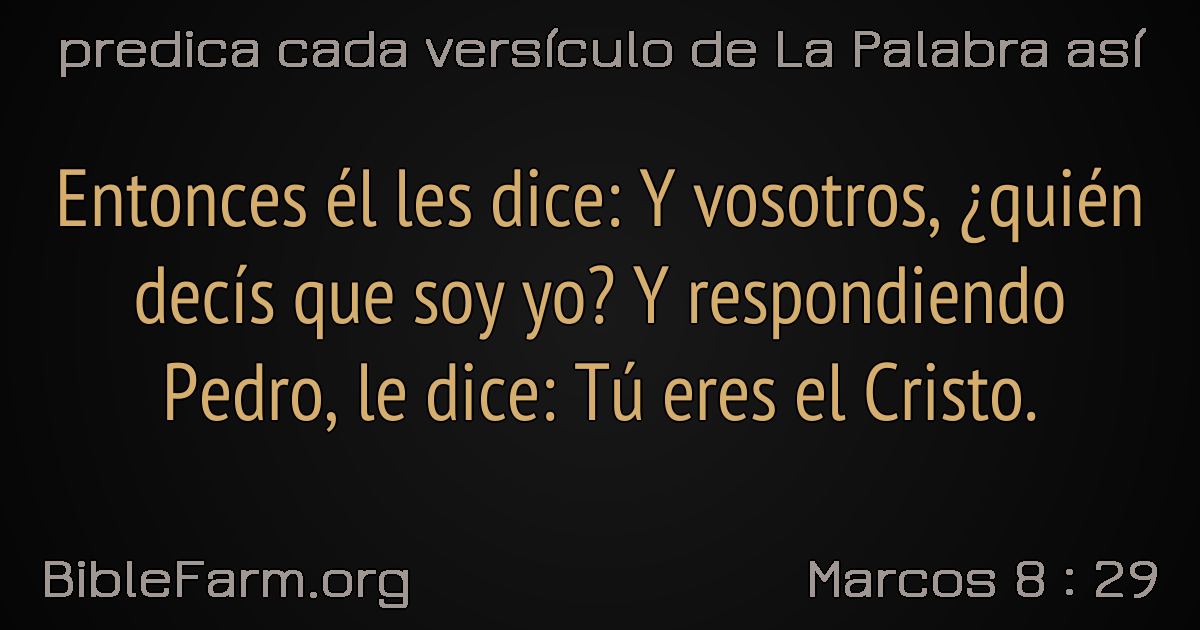 predica cada versículo de La Palabra así
Entonces él les dice: Y vosotros, ¿quién
decís que soy yo? Y respondiendo
Pedro, le dice: Tú eres el Cristo.
BibleFarm.org
Marcos 8 : 29